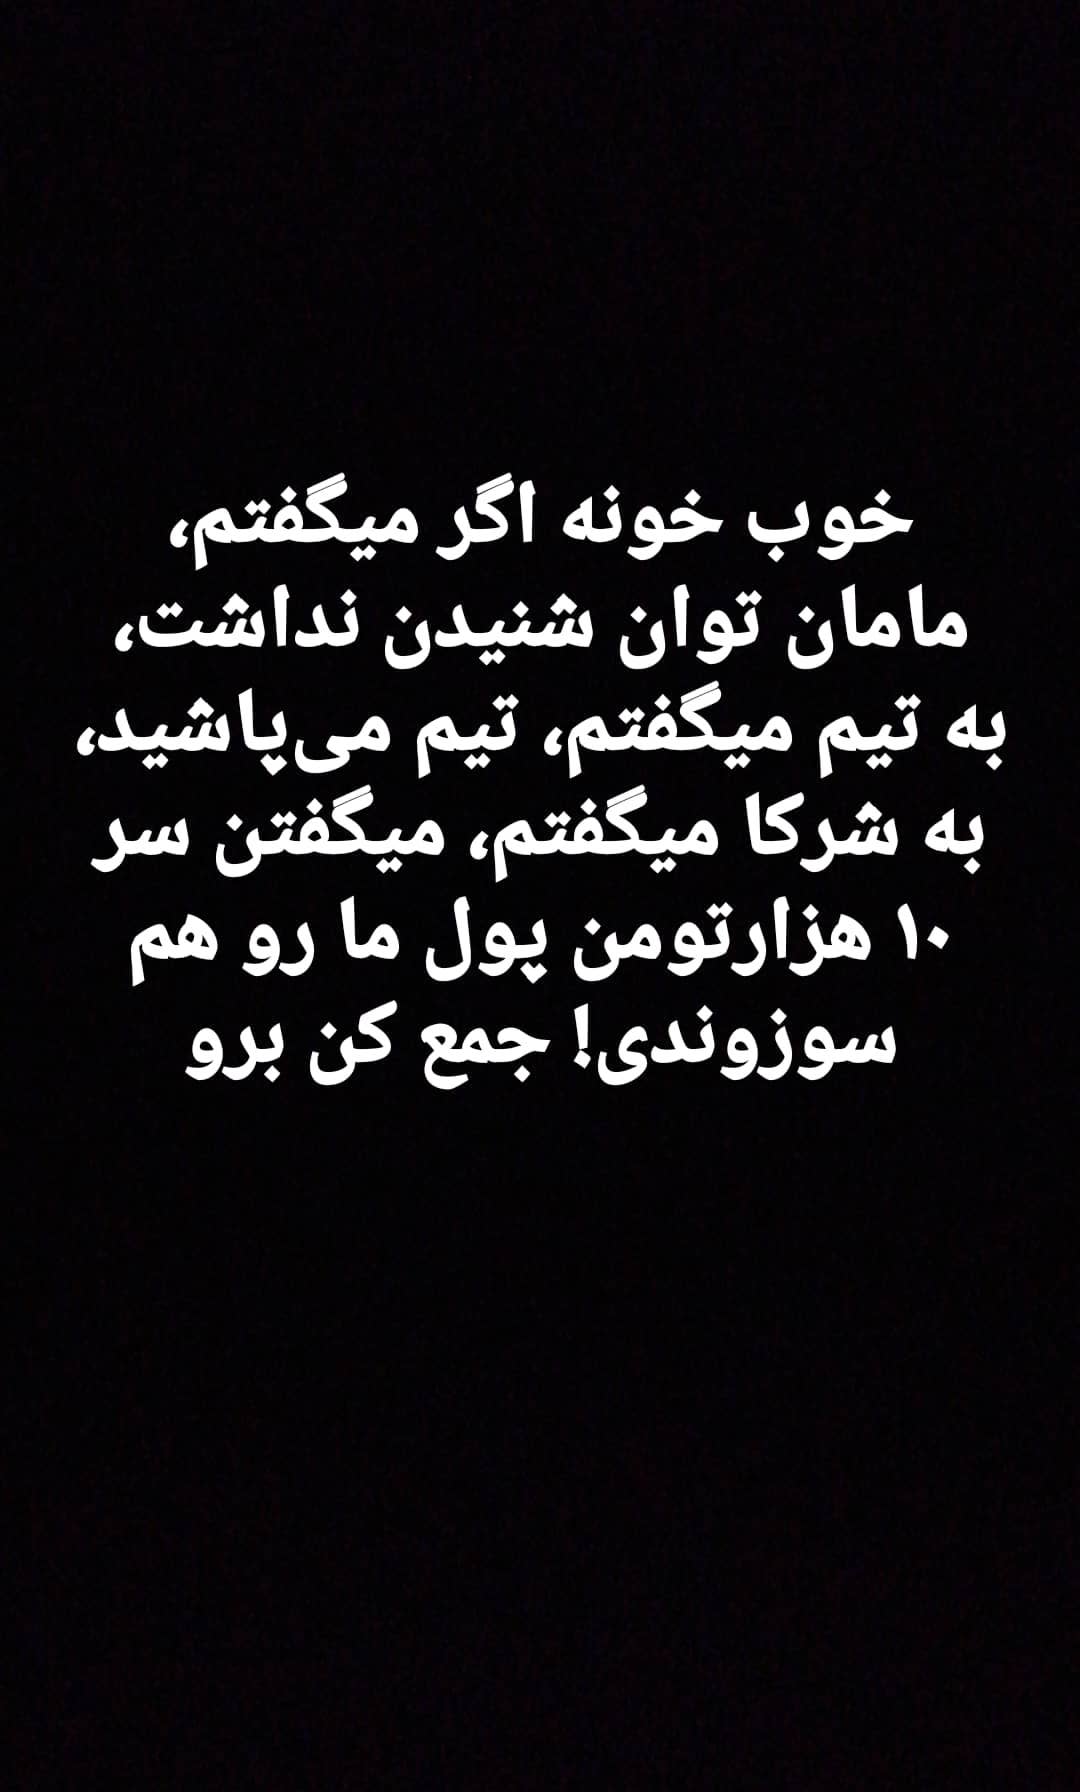 خوب خونه اگر میگفتم،
مامان توان شنیدن نداشت،
به تیم میگفتم، تیم می‌پاشید،
به شرکا میگفتم، میگفتن سر
۱۰ هزارتومن پول ما رو هم
سوزوندی! جمع کن برو